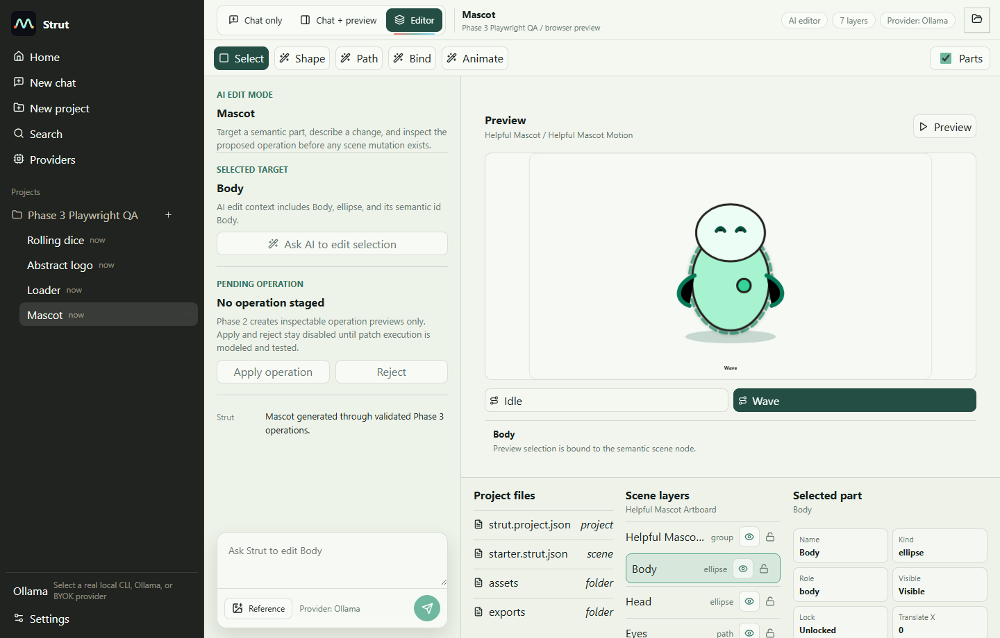 Strut
Home
New chat
New project
Search
Providers
Projects
Phase 3 Playwright QA +
Rolling dice now
Abstract logo now
Loader now
Mascot now
Ollama Select a real local CLI, Ollama, or
BYOK provider
Settings
Chat only
Chat + preview
Editor
Mascot
Phase 3 Playwright QA / browser preview
AI editor
7 layers
Provider: Ollama
Select
Shape
Path
Bind
Animate
Parts
AI EDIT MODE
Mascot
Target a semantic part, describe a change, and inspect the
proposed operation before any scene mutation exists.
SELECTED TARGET
Body
AI edit context includes Body, ellipse, and its semantic id
Body.
Ask AI to edit selection
PENDING OPERATION
No operation staged
Phase 2 creates inspectable operation previews only.
Apply and reject stay disabled until patch execution is
modeled and tested.
Apply operation
Reject
Strut
Mascot generated through validated Phase 3
operations.
Ask Strut to edit Body
Reference
Provider: Ollama
Preview
Helpful Mascot / Helpful Mascot Motion
Preview
Wave
Idle
Wave
Body
Preview selection is bound to the semantic scene node.
Project files
strut.project.json project
starter.strut.json scene
assets folder
exports folder
Scene layers
Helpful Mascot Artboard
Helpful Masco... group
Body ellipse
Head ellipse
Eyes path
Selected part
Body
Name
Body
Kind
ellipse
Role
body
Visible
Visible
Lock
Unlocked
Translate X
0